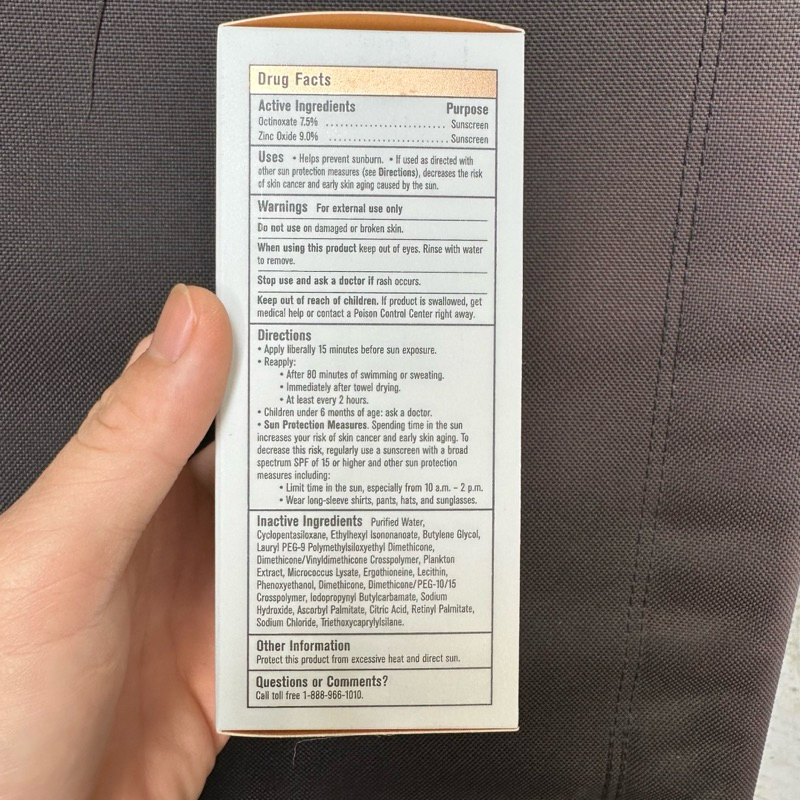 Drug Facts
Active Ingredients Purpose
Octinoxate 7.5% ........................... Sunscreen
Zinc Oxide 9.0% ........................... Sunscreen
Uses • Helps prevent sunburn. • If used as directed with
other sun protection measures (see Directions), decreases the risk
of skin cancer and early skin aging caused by the sun.
Warnings For external use only
Do not use on damaged or broken skin.
When using this product keep out of eyes. Rinse with water
to remove.
Stop use and ask a doctor if rash occurs.
Keep out of reach of children. If product is swallowed, get
medical help or contact a Poison Control Center right away.
Directions
• Apply liberally 15 minutes before sun exposure.
• Reapply:
• After 80 minutes of swimming or sweating.
• Immediately after towel drying.
• At least every 2 hours.
• Children under 6 months of age: ask a doctor.
• Sun Protection Measures. Spending time in the sun
increases your risk of skin cancer and early skin aging. To
decrease this risk, regularly use a sunscreen with a broad
spectrum SPF of 15 or higher and other sun protection
measures including:
• Limit time in the sun, especially from 10 a.m. – 2 p.m.
• Wear long-sleeve shirts, pants, hats, and sunglasses.
Inactive Ingredients Purified Water,
Cyclopentasiloxane, Ethylhexyl Isononanoate, Butylene Glycol,
Lauryl PEG-9 Polymethylsiloxyethyl Dimethicone,
Dimethicone/Vinyldimethicone Crosspolymer, Plankton
Extract, Micrococcus Lysate, Ergothioneine, Lecithin,
Phenoxyethanol, Dimethicone, Dimethicone/PEG-10/15
Crosspolymer, Iodopropynyl Butylcarbamate, Sodium
Hydroxide, Ascorbyl Palmitate, Citric Acid, Retinyl Palmitate,
Sodium Chloride, Triethoxycaprylylsilane.
Other Information
Protect this product from excessive heat and direct sun.
Questions or Comments?
Call toll free 1-888-966-1010.